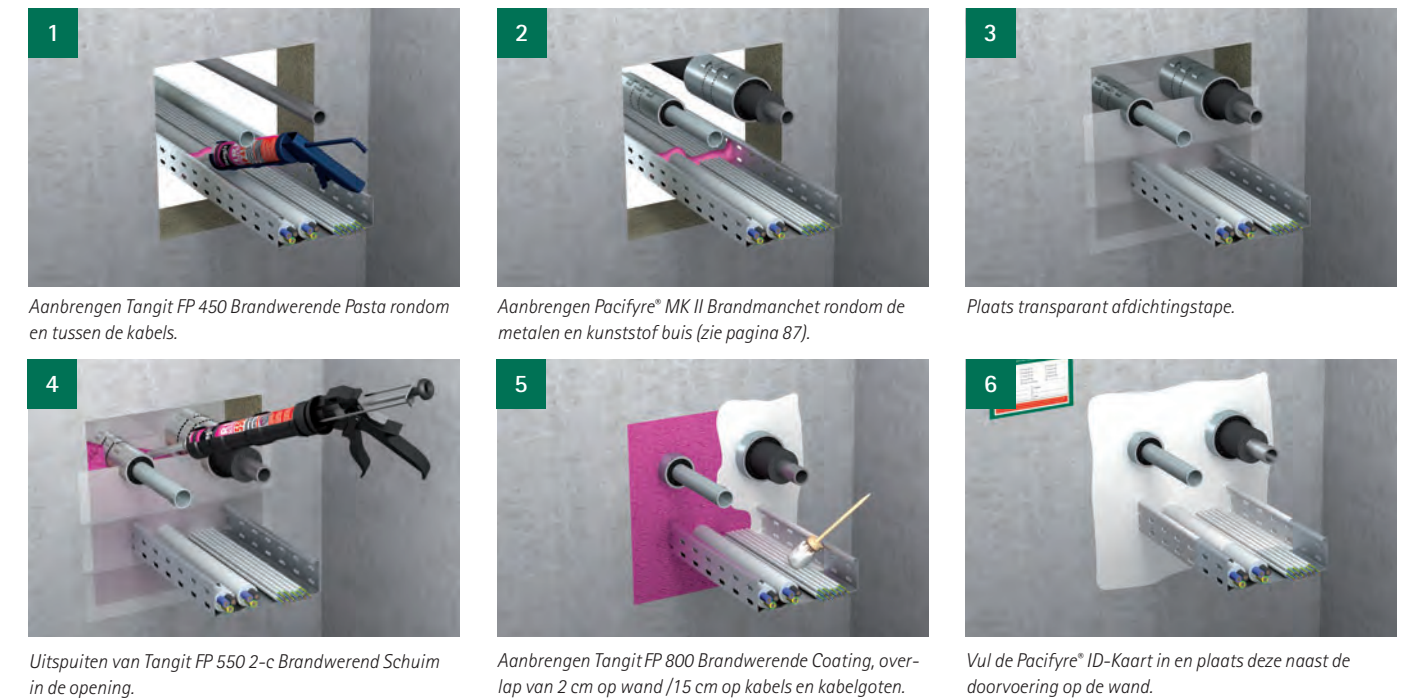 1
Aanbrengen Tangit FP 450 Brandwerende Pasta rondom
en tussen de kabels.
2
Aanbrengen Pacifyre® MK II Brandmanchet rondom de
metalen en kunststof buis (zie pagina 87).
3
Plaats transparant afdichtingstape.
4
Uitspuiten van Tangit FP 550 2-c Brandwerend Schuim
in de opening.
5
Aanbrengen Tangit FP 800 Brandwerende Coating, over-
lap van 2 cm op wand /15 cm op kabels en kabelgoten.
6
Vul de Pacifyre® ID-Kaart in en plaats deze naast de
doorvoering op de wand.